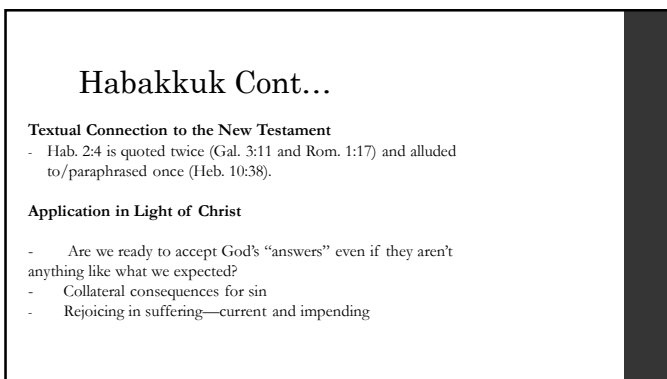 Habakkuk Cont…
Textual Connection to the New Testament
- Hab. 2:4 is quoted twice (Gal. 3:11 and Rom. 1:17) and alluded
to/paraphrased once (Heb. 10:38).
Application in Light of Christ
- Are we ready to accept God’s “answers” even if they aren’t
anything like what we expected?
- Collateral consequences for sin
- Rejoicing in suffering—current and impending